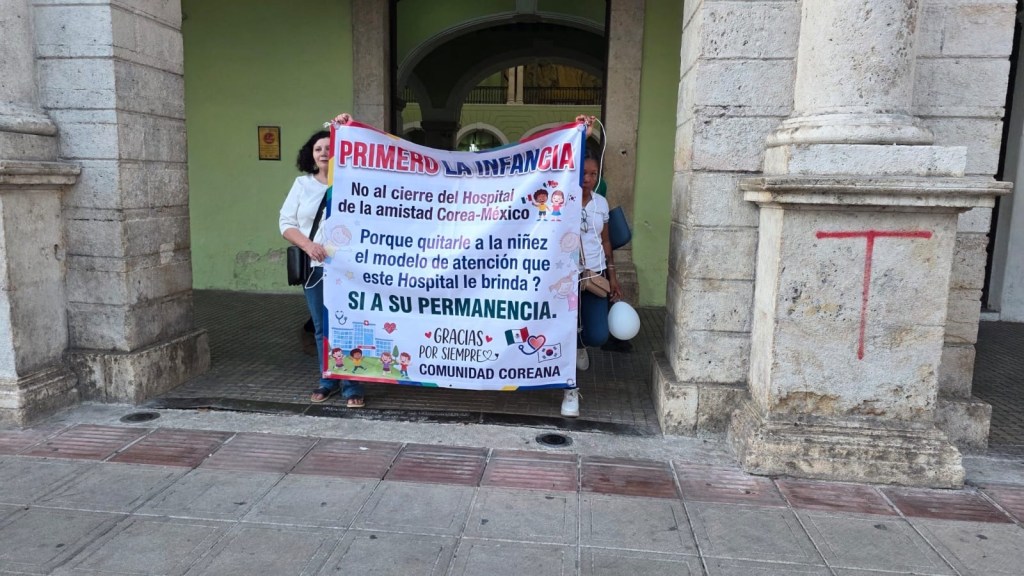 PRIMERO LA INFANCIA
No al cierre del Hospital
de la amistad Corea-México
Porque quitarle a la niñez
el modelo de atención que
este Hospital le brinda ?
SI A SU PERMANENCIA.
GRACIAS
POR SIEMPRE
COMUNIDAD COREANA
T